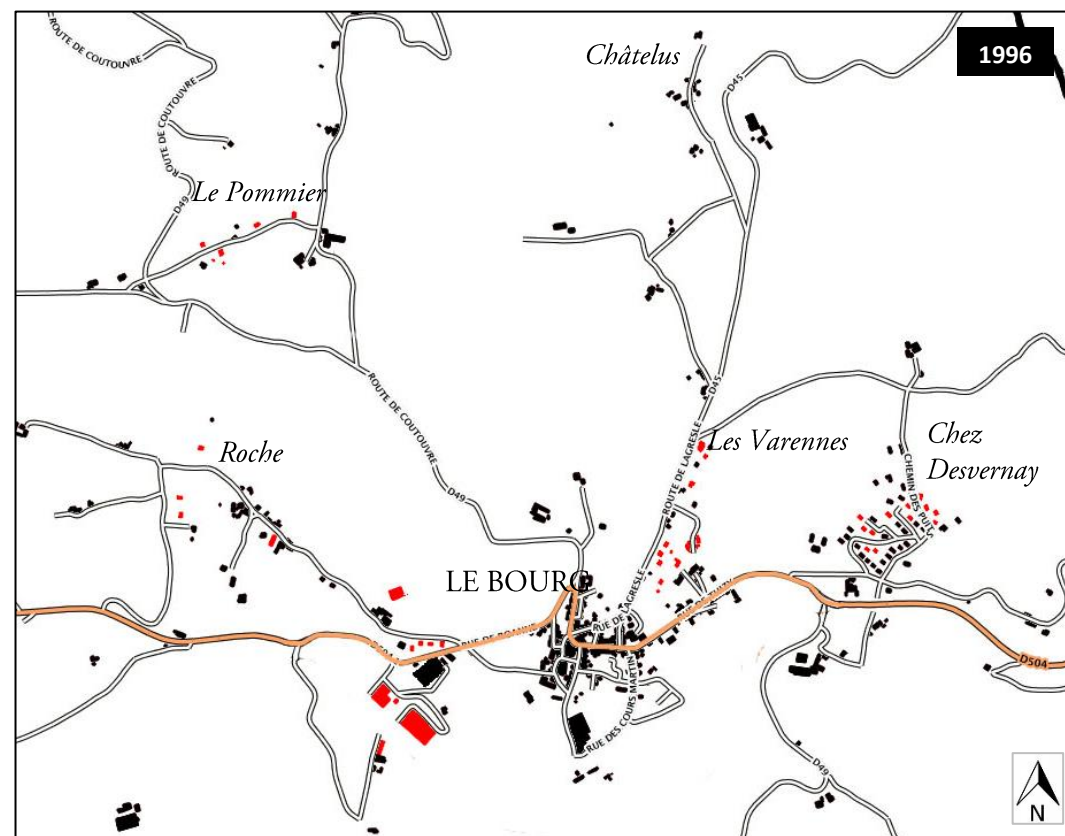 1996
Châtelus
ROUTE DE COUTOUVRE
ROUTE DE COUTOUVRE
D45
Le Pommier
D49
ROUTE DE COUTOUVRE
D45
Roche
Les Varennes
Chez
Desvernay
ROUTE DE LAGRESLE
CHEMIN DES PUITS
D49
LE BOURG
RUE DE LAGRESLE
RUE DE ROANNE
D504
RUE DES COURS MARTIN
D49
N